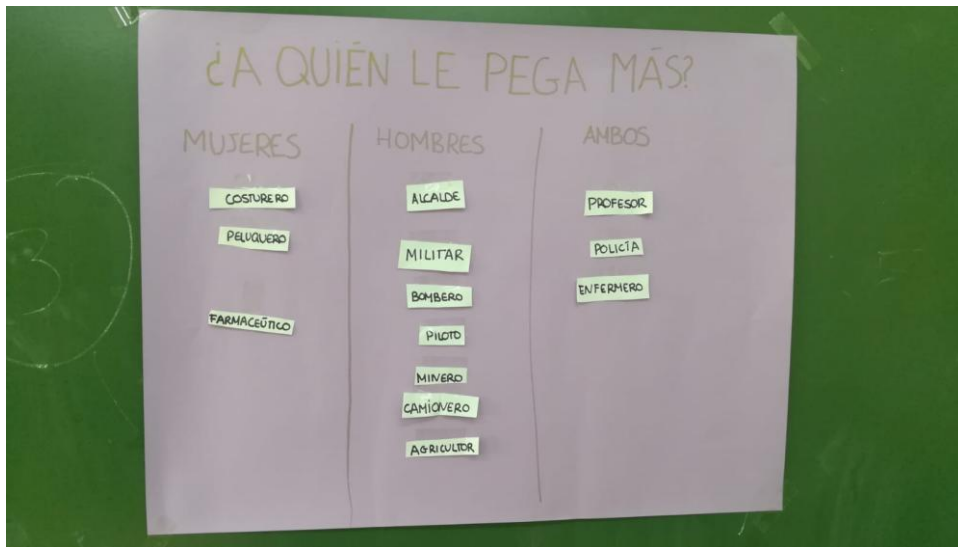 ¿A QUIÉN LE PEGA MÁS?
MUJERES
COSTURERO
PELUQUERO
FARMACEÚTICO
HOMBRES
ALCALDE
MILITAR
BOMBERO
PILOTO
MINERO
CAMIONERO
AGRICULTOR
AMBOS
PROFESOR
POLICÍA
ENFERMERO